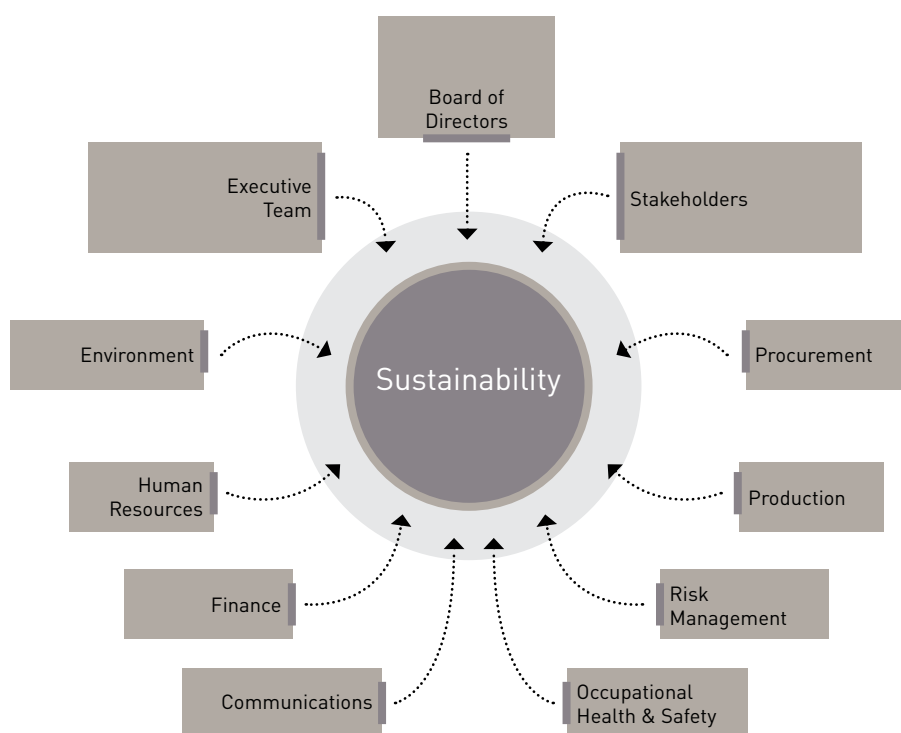 Board of
Directors
Executive
Team
Stakeholders
Environment
Sustainability
Procurement
Human
Resources
Production
Finance
Risk
Management
Communications
Occupational
Health & Safety